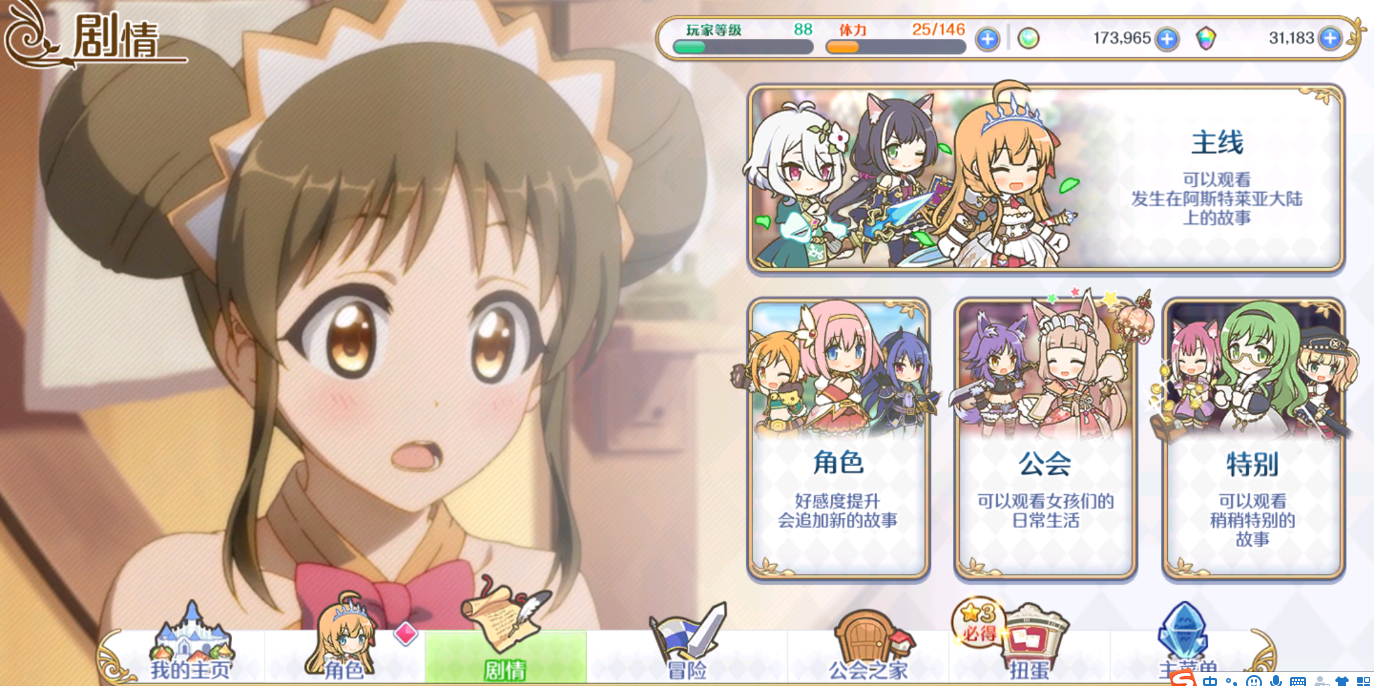 剧情
玩家等级 88 体力 25/146 173,965 31,183
主线
可以观看
发生在阿斯特莱亚大陆
上的故事
角色
好感度提升
会追加新的故事
公会
可以观看女孩们的
日常生活
特别
可以观看
稍稍特别的
故事
我的主页
角色
剧情
冒险
公会之家
3
必得
扭蛋
主菜单
中